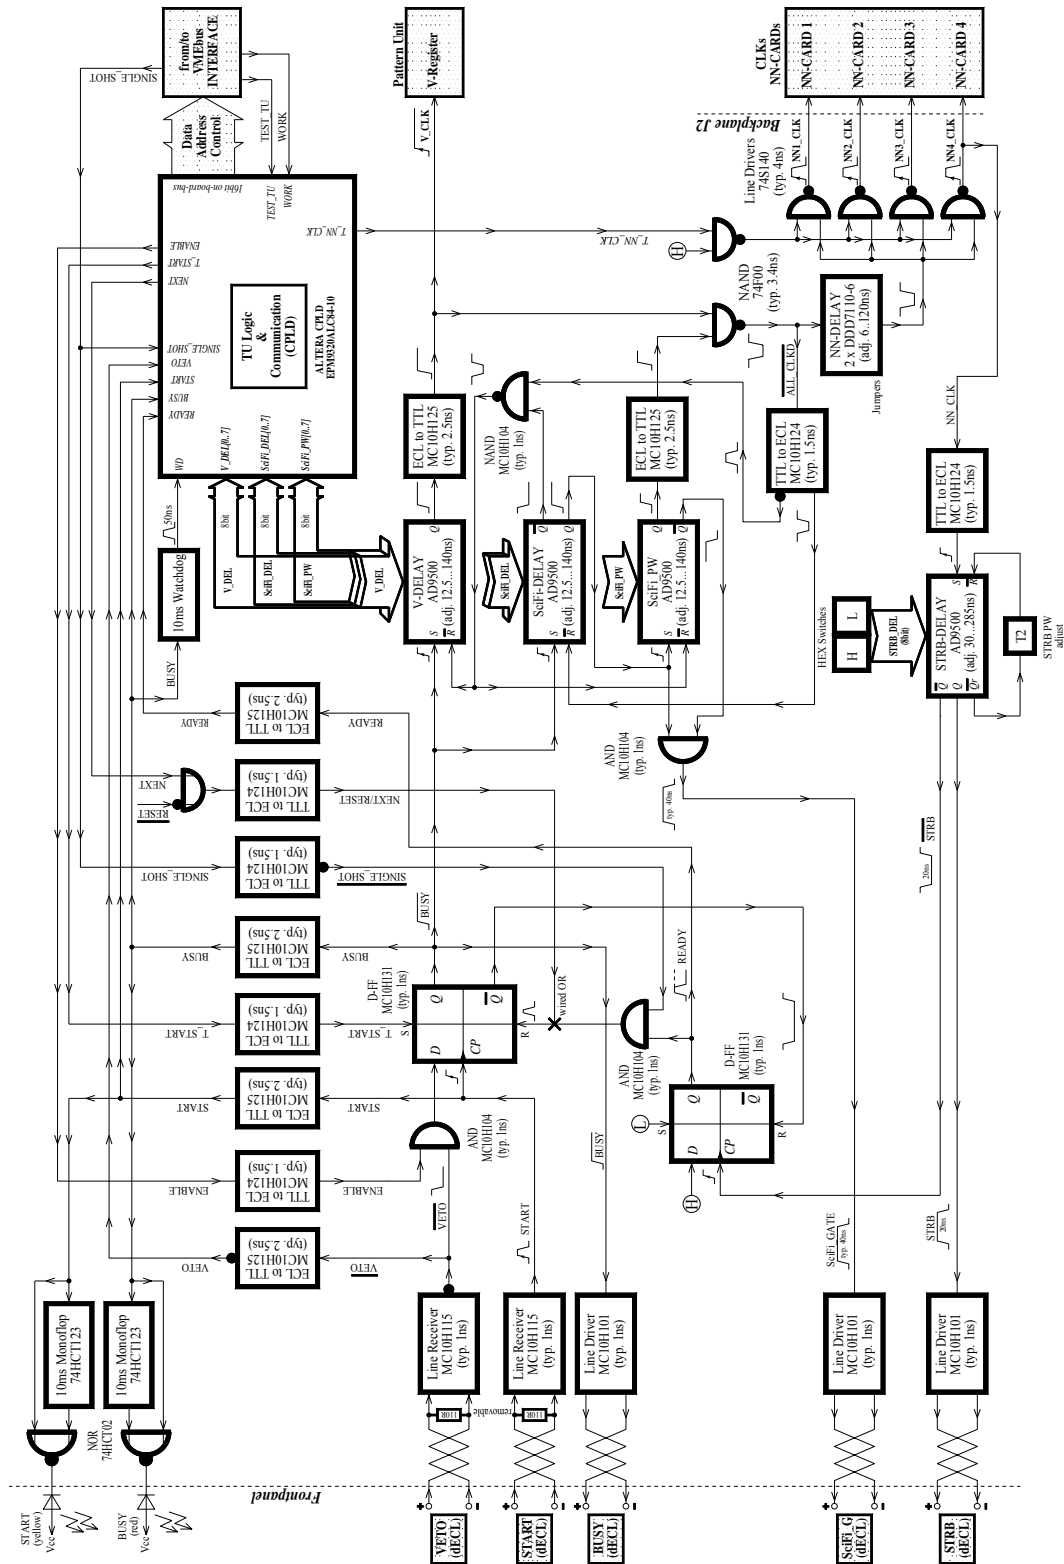 from/to
VMEbus
INTERFACE
SINGLE_SHOT
Data
Address
Control
TEST_TU
WORK
Pattern Unit
V-Register
V_CLK
CLKs
NN-CARDs
NN-CARD 1
NN-CARD 2
NN-CARD 3
NN-CARD 4
Backplane J2
NN1_CLK
NN2_CLK
NN3_CLK
NN4_CLK
Line Drivers
74S140
(typ. 4ns)
16bit on-board-bus
TEST_TU
WORK
T_NN_CLK
ENABLE
T_START
NEXT
SINGLE_SHOT
VETO
START
BUSY
READY
TU Logic
&
Communication
(CPLD)
ALTERA CPLD
EPM9320ALC84-10
WD
V_DEL[0..7]
SciFi_DEL[0..7]
SciFi_PW[0..7]
T_NN_CLK
H
NAND
74F00
(typ. 3.4ns)
NN-DELAY
2 x DDD7110-6
(adj. 6..120ns)
Jumpers
ALL_CLKD
NN_CLK
50ns
10ms Watchdog
BUSY
8bit
8bit
8bit
V_DEL
SciFi_DEL
SciFi_PW
V_DEL
ECL to TTL
MC10H125
(typ. 2.5ns)
NAND
MC10H104
(typ. 1ns)
ECL to TTL
MC10H125
(typ. 2.5ns)
TTL to ECL
MC10H124
(typ. 1.5ns)
TTL to ECL
MC10H124
(typ. 1.5ns)
V-DELAY
AD9500
(adj. 12.5...140ns)
S
R
Q
SciFi_DEL
SciFi-DELAY
AD9500
(adj. 12.5...140ns)
S
R
Q
Q
SciFi_PW
SciFi_PW
AD9500
(adj. 12.5...140ns)
S
R
Q
Q
HEX Switches
H
L
STRB_DEL
(8bit)
STRB-DELAY
AD9500
(adj. 30...285ns)
S
R
Q
Q
Qr
T2
STRB PW
adjust
READY
ECL to TTL
MC10H125
(typ. 2.5ns)
READY
NEXT
RESET
TTL to ECL
MC10H124
(typ. 1.5ns)
NEXT/RESET
SINGLE_SHOT
TTL to ECL
MC10H124
(typ. 1.5ns)
SINGLE_SHOT
BUSY
ECL to TTL
MC10H125
(typ. 2.5ns)
BUSY
T_START
TTL to ECL
MC10H124
(typ. 1.5ns)
T_START
START
ECL to TTL
MC10H125
(typ. 2.5ns)
START
ENABLE
TTL to ECL
MC10H124
(typ. 1.5ns)
ENABLE
VETO
ECL to TTL
MC10H125
(typ. 2.5ns)
VETO
AND
MC10H104
(typ. 1ns)
typ. 40ns
STRB
20ns
BUSY
D-FF
MC10H131
(typ. 1ns)
S
D
Q
CP
Q
R
wired OR
AND
MC10H104
(typ. 1ns)
READY
D-FF
MC10H131
(typ. 1ns)
L
S
D
Q
CP
Q
R
H
AND
MC10H104
(typ. 1ns)
VETO
START
BUSY
SciFi_GATE
typ. 40ns
STRB
20ns
10ms Monoflop
74HCT123
10ms Monoflop
74HCT123
NOR
74HCT02
Line Receiver
MC10H115
(typ. 1ns)
Line Receiver
MC10H115
(typ. 1ns)
Line Driver
MC10H101
(typ. 1ns)
Line Driver
MC10H101
(typ. 1ns)
Line Driver
MC10H101
(typ. 1ns)
110R
removable
110R
Frontpanel
START
(yellow)
Vcc
BUSY
(red)
Vcc
+
-
VETO
(dECL)
+
-
START
(dECL)
+
-
BUSY
(dECL)
+
-
SciFi_G
(dECL)
+
-
STRB
(dECL)